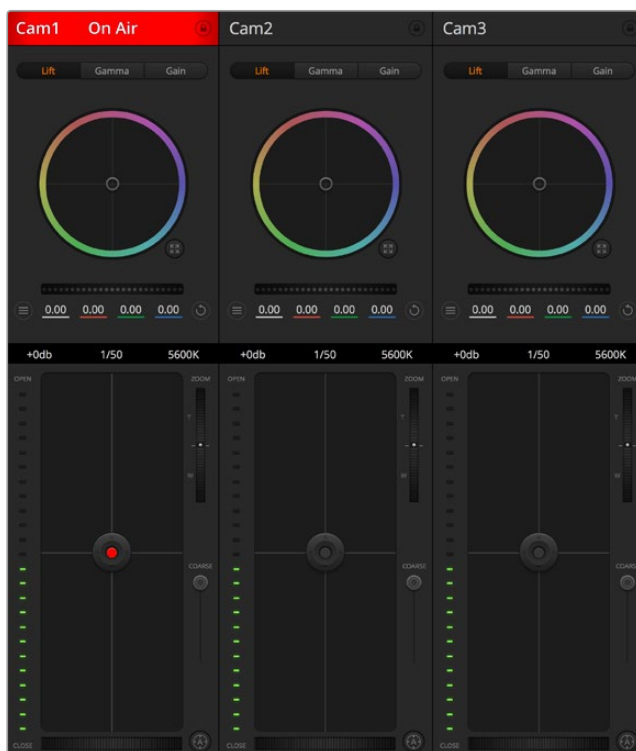 Cam1 On Air
Lift Gamma Gain
0.00 0.00 0.00 0.00
+0db 1/50 5600K
OPEN
ZOOM
T
W
COARSE
CLOSE
A
Cam2
Lift Gamma Gain
0.00 0.00 0.00 0.00
+0db 1/50 5600K
OPEN
ZOOM
T
W
COARSE
CLOSE
A
Cam3
Lift Gamma Gain
0.00 0.00 0.00 0.00
+0db 1/50 5600K
OPEN
ZOOM
T
W
COARSE
CLOSE
A